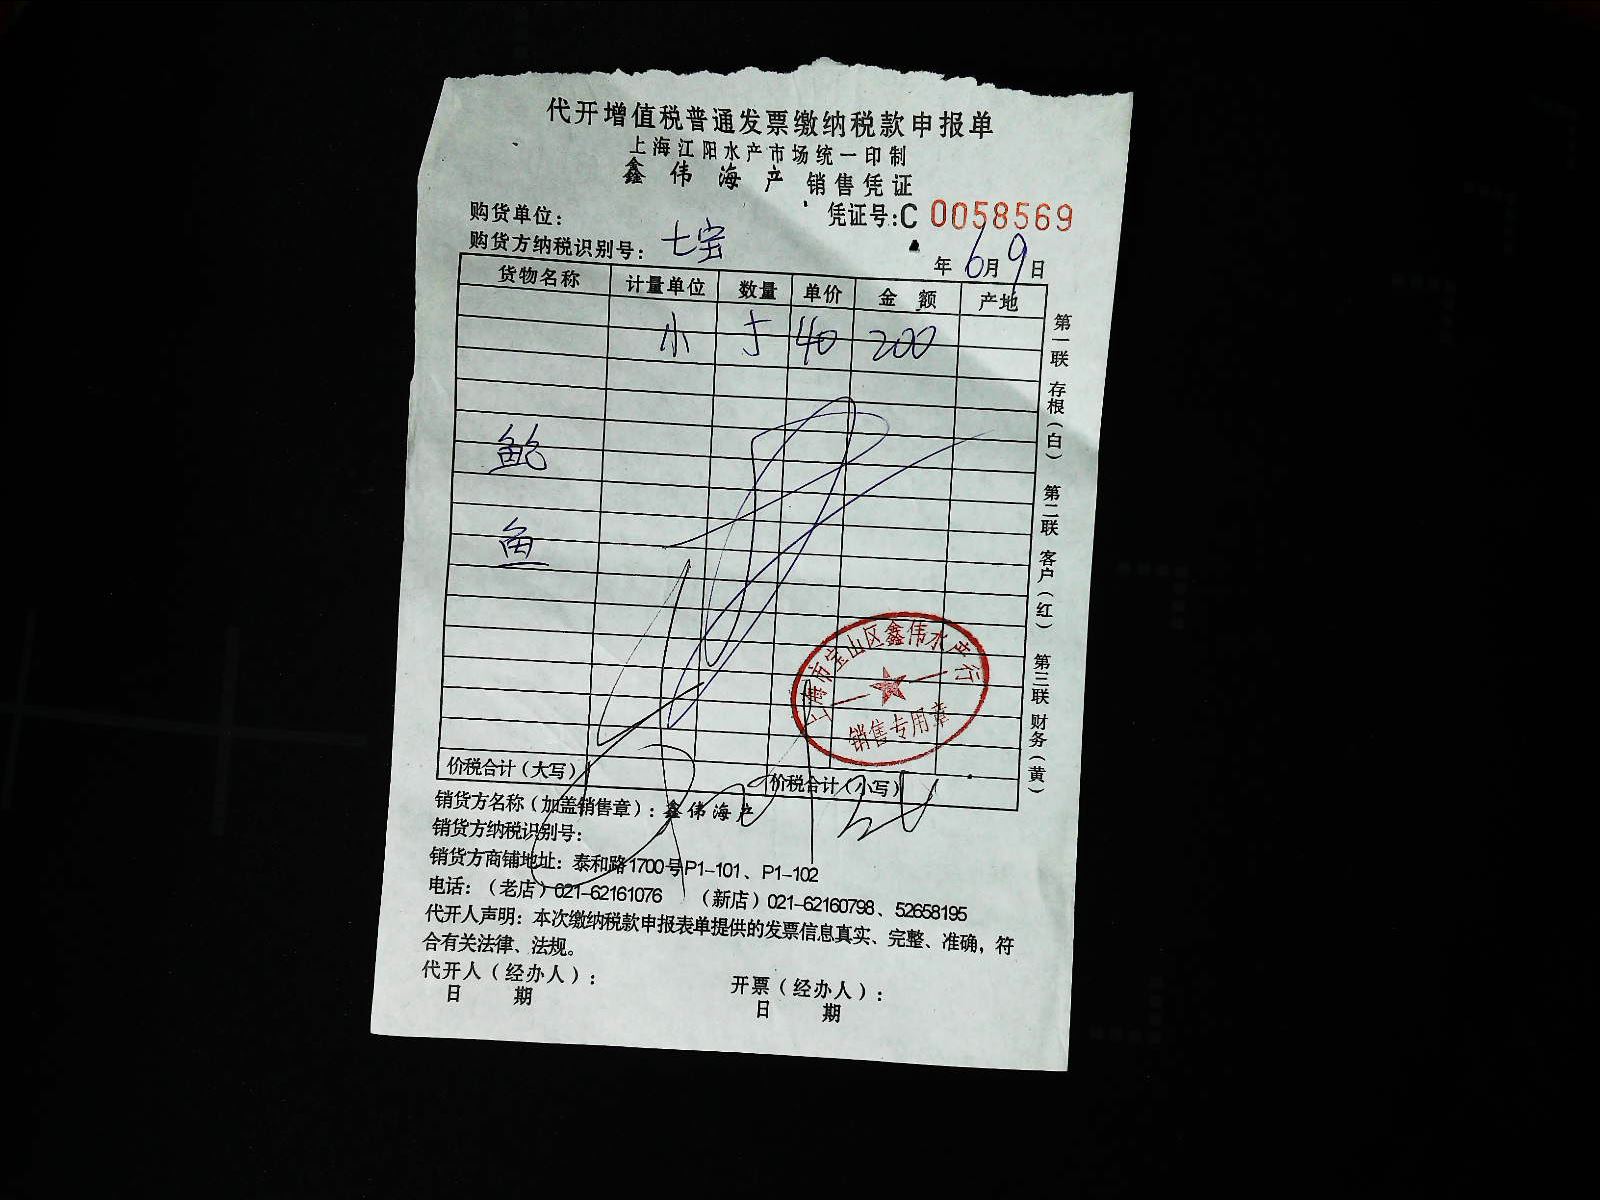 代开增值税普通发票缴纳税款申报单
上海江阳水产市场统一印制
鑫伟海产 销售凭证
凭证号:C 0058569
购货单位:
购货方纳税识别号: 七宝
年 6月9日
货物名称 计量单位 数量 单价 金额 产地
小 5 40 200
鲍
鱼
第一联 存根(白) 第二联 客户(红) 第三联 财务(黄)
上海市宝山区鑫伟水产行
销售专用章
价税合计(大写) 价税合计(小写)
销货方名称(加盖销售章): 鑫伟海产
销货方纳税识别号:
销货方商铺地址: 泰和路1700号P1-101、P1-102
电话:(老店)021-62161076 (新店)021-62160798、52658195
代开人声明: 本次缴纳税款申报表单提供的发票信息真实、完整、准确,符
合有关法律、法规。
代开人(经办人): 开票(经办人):
日 期 日 期